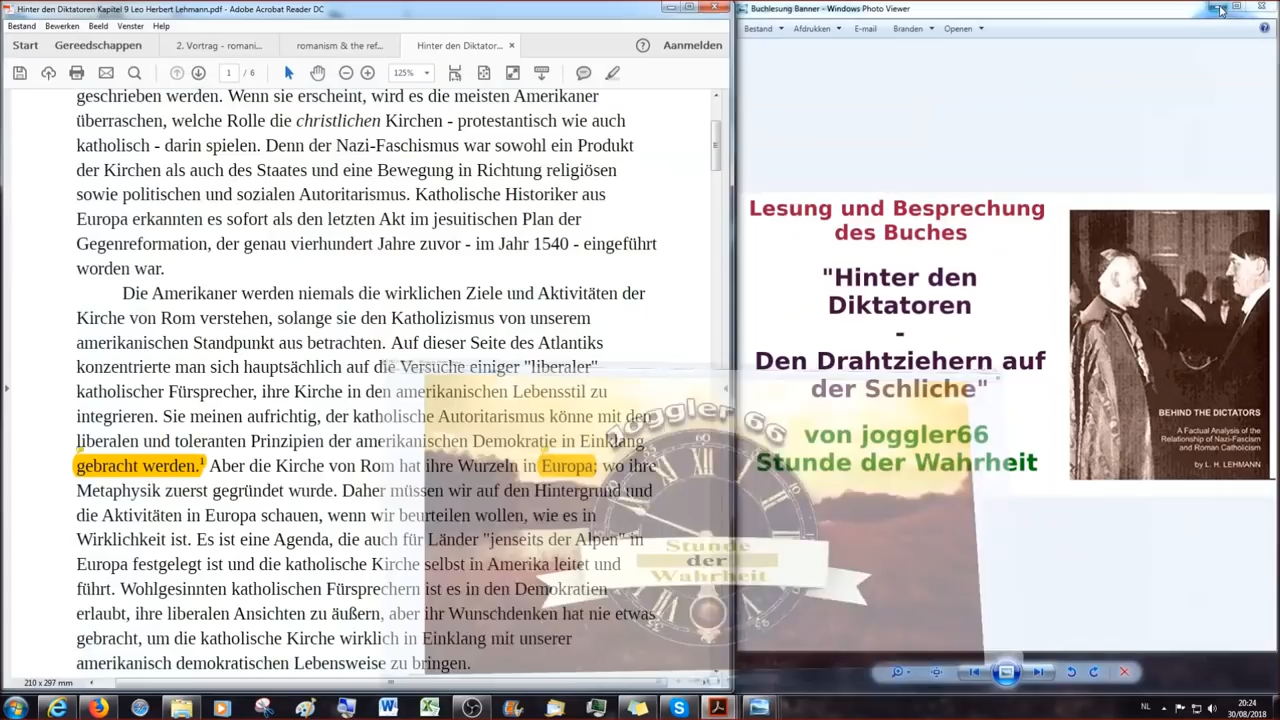 Hinter den Diktatoren Kapitel 9 Leo Herbert Lehmann.pdf - Adobe Acrobat Reader DC
Bestand Bewerken Beeld Venster Help
Start Gereedschappen 2. Vortrag - romani... romanism & the ref... Hinter den Diktator... × Aanmelden
1 / 6 125%
geschrieben werden. Wenn sie erscheint, wird es die meisten Amerikaner
überraschen, welche Rolle die christlichen Kirchen - protestantisch wie auch
katholisch - darin spielen. Denn der Nazi-Faschismus war sowohl ein Produkt
der Kirchen als auch des Staates und eine Bewegung in Richtung religiösen
sowie politischen und sozialen Autoritarismus. Katholische Historiker aus
Europa erkannten es sofort als den letzten Akt im jesuitischen Plan der
Gegenreformation, der genau vierhundert Jahre zuvor - im Jahr 1540 - eingeführt
worden war.
Die Amerikaner werden niemals die wirklichen Ziele und Aktivitäten der
Kirche von Rom verstehen, solange sie den Katholizismus von unserem
amerikanischen Standpunkt aus betrachten. Auf dieser Seite des Atlantiks
konzentrierte man sich hauptsächlich auf die Versuche einiger "liberaler"
katholischer Fürsprecher, ihre Kirche in den amerikanischen Lebensstil zu
integrieren. Sie meinen aufrichtig, der katholische Autoritarismus könne mit den
liberalen und toleranten Prinzipien der amerikanischen Demokratie in Einklang
gebracht werden.¹ Aber die Kirche von Rom hat ihre Wurzeln in Europa; wo ihre
Metaphysik zuerst gegründet wurde. Daher müssen wir auf den Hintergrund und
die Aktivitäten in Europa schauen, wenn wir beurteilen wollen, wie es in
Wirklichkeit ist. Es ist eine Agenda, die auch für Länder "jenseits der Alpen" in
Europa festgelegt ist und die katholische Kirche selbst in Amerika leitet und
führt. Wohlgesinnten katholischen Fürsprechern ist es in den Demokratien
erlaubt, ihre liberalen Ansichten zu äußern, aber ihr Wunschdenken hat nie etwas
gebracht, um die katholische Kirche wirklich in Einklang mit unserer
amerikanisch demokratischen Lebensweise zu bringen.
210 x 297 mm
Buchlesung Banner - Windows Photo Viewer
Bestand Afdrukken E-mail Branden Openen
Lesung und Besprechung
des Buches
"Hinter den
Diktatoren
-
Den Drahtziehern auf
der Schliche"
von joggler66
Stunde der Wahrheit
BEHIND THE DICTATORS
A Factual Analysis of the
Relationship of Nazi-Fascism
and Roman Catholicism
by L. H. LEHMANN
Joggler 66
60
Stunde
der
Wahrheit
NL
20:24
30/08/2018